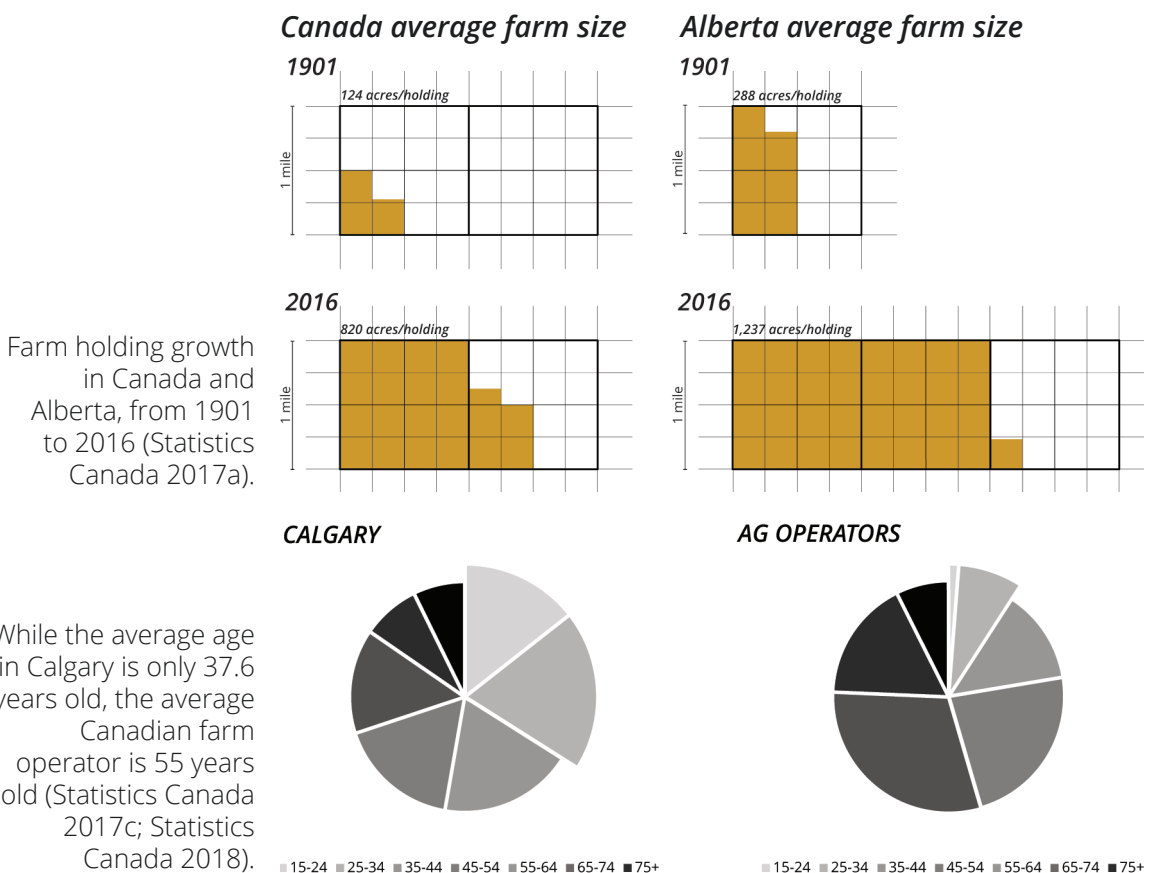 Canada average farm size
Alberta average farm size
1901
124 acres/holding
1 mile
1901
288 acres/holding
1 mile
2016
820 acres/holding
1 mile
2016
1,237 acres/holding
1 mile
Farm holding growth
in Canada and
Alberta, from 1901
to 2016 (Statistics
Canada 2017a).
CALGARY
AG OPERATORS
While the average age
in Calgary is only 37.6
years old, the average
Canadian farm
operator is 55 years
old (Statistics Canada
2017c; Statistics
Canada 2018).
15-24 25-34 35-44 45-54 55-64 65-74 75+
15-24 25-34 35-44 45-54 55-64 65-74 75+